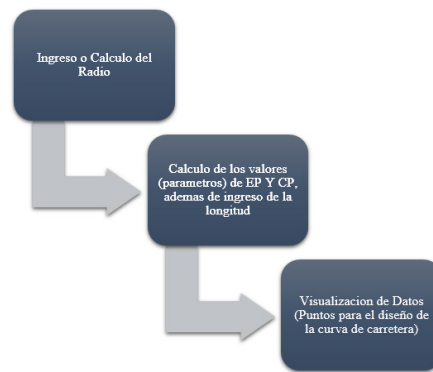 Ingreso o Calculo del
Radio
Calculo de los valores
(parametros) de EP Y CP,
ademas de ingreso de la
longitud
Visualizacion de Datos
(Puntos para el diseño de
la curva de carretera)